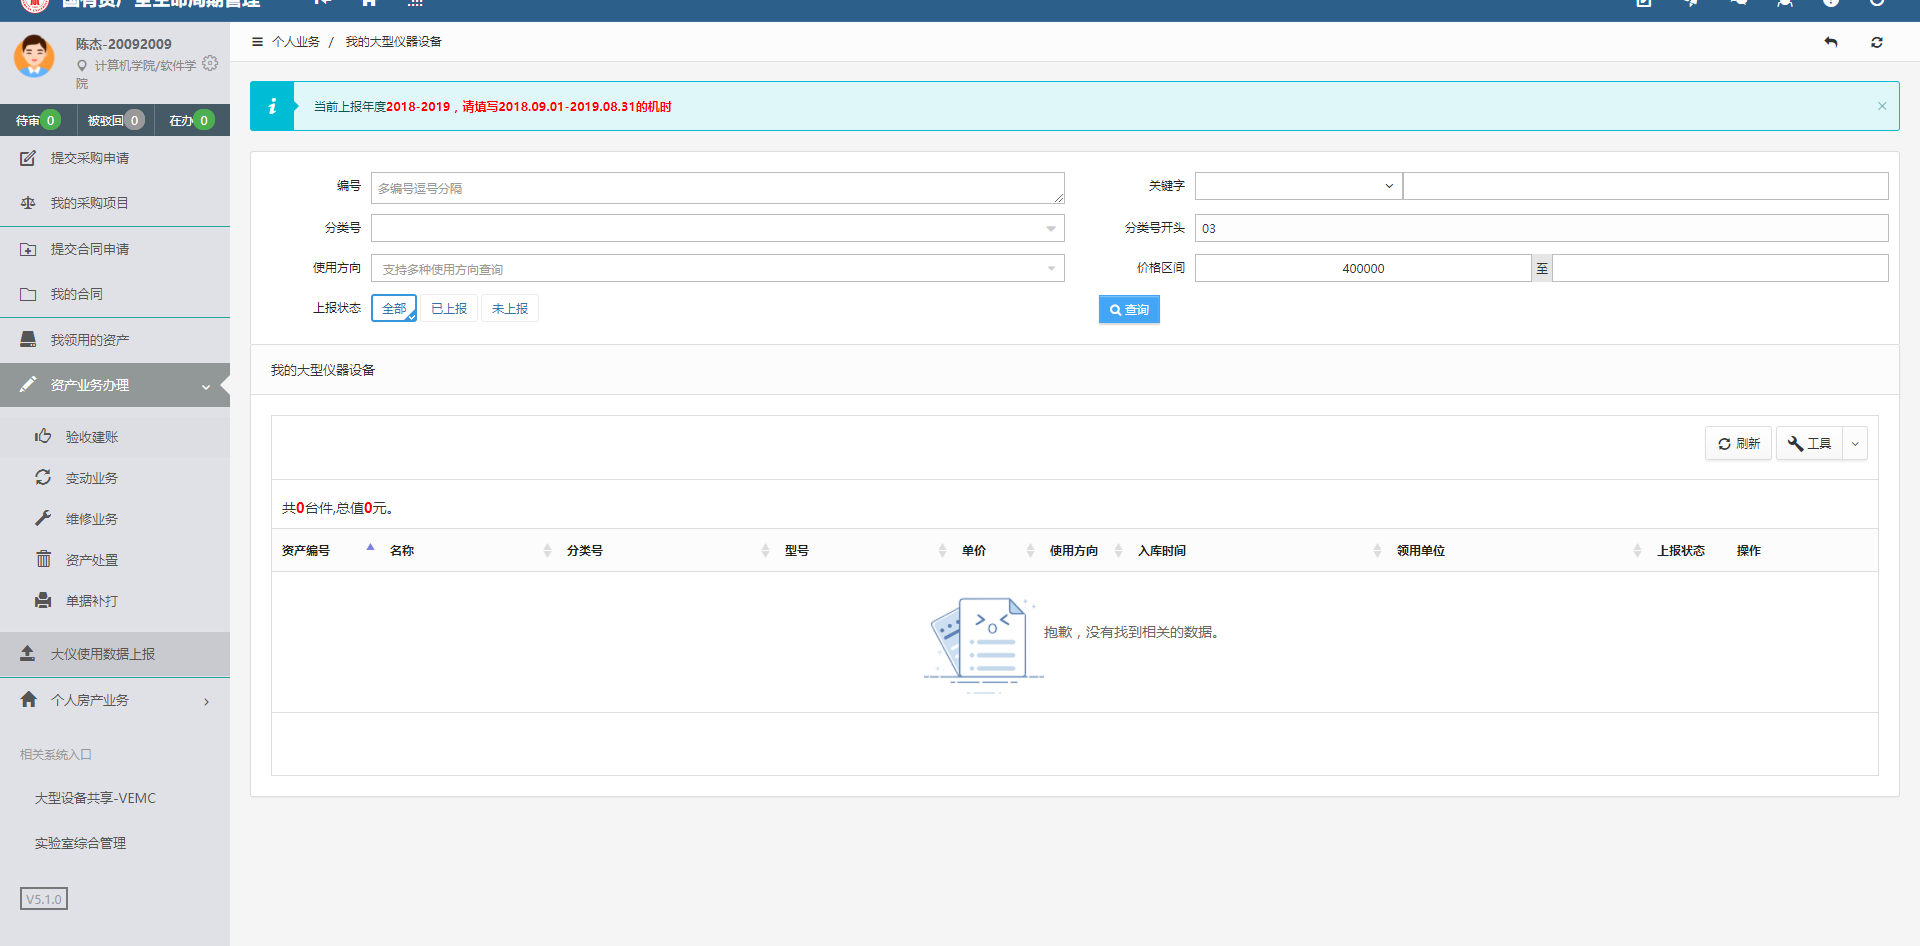 国有资产全生命周期管理
陈杰-20092009
计算机学院/软件学
院
待审 0 被驳回 0 在办 0
提交采购申请
我的采购项目
提交合同申请
我的合同
我领用的资产
资产业务办理
验收建账
变动业务
维修业务
资产处置
单据补打
大仪使用数据上报
个人房产业务
相关系统入口
大型设备共享-VEMC
实验室综合管理
V5.1.0
个人业务 / 我的大型仪器设备
当前上报年度2018-2019，请填写2018.09.01-2019.08.31的机时
编号 多编号逗号分隔 关键字
分类号 分类号开头 03
使用方向 支持多种使用方向查询 价格区间 400000 至
上报状态 全部 已上报 未上报 查询
我的大型仪器设备
刷新 工具
共0台件,总值0元。
资产编号 名称 分类号 型号 单价 使用方向 入库时间 领用单位 上报状态 操作
抱歉，没有找到相关的数据。